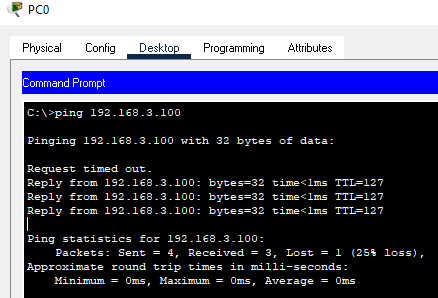 PC0
Physical Config Desktop Programming Attributes
Command Prompt
C:\>ping 192.168.3.100
Pinging 192.168.3.100 with 32 bytes of data:
Request timed out.
Reply from 192.168.3.100: bytes=32 time<1ms TTL=127
Reply from 192.168.3.100: bytes=32 time<1ms TTL=127
Reply from 192.168.3.100: bytes=32 time<1ms TTL=127
Ping statistics for 192.168.3.100:
Packets: Sent = 4, Received = 3, Lost = 1 (25% loss),
Approximate round trip times in milli-seconds:
Minimum = 0ms, Maximum = 0ms, Average = 0ms